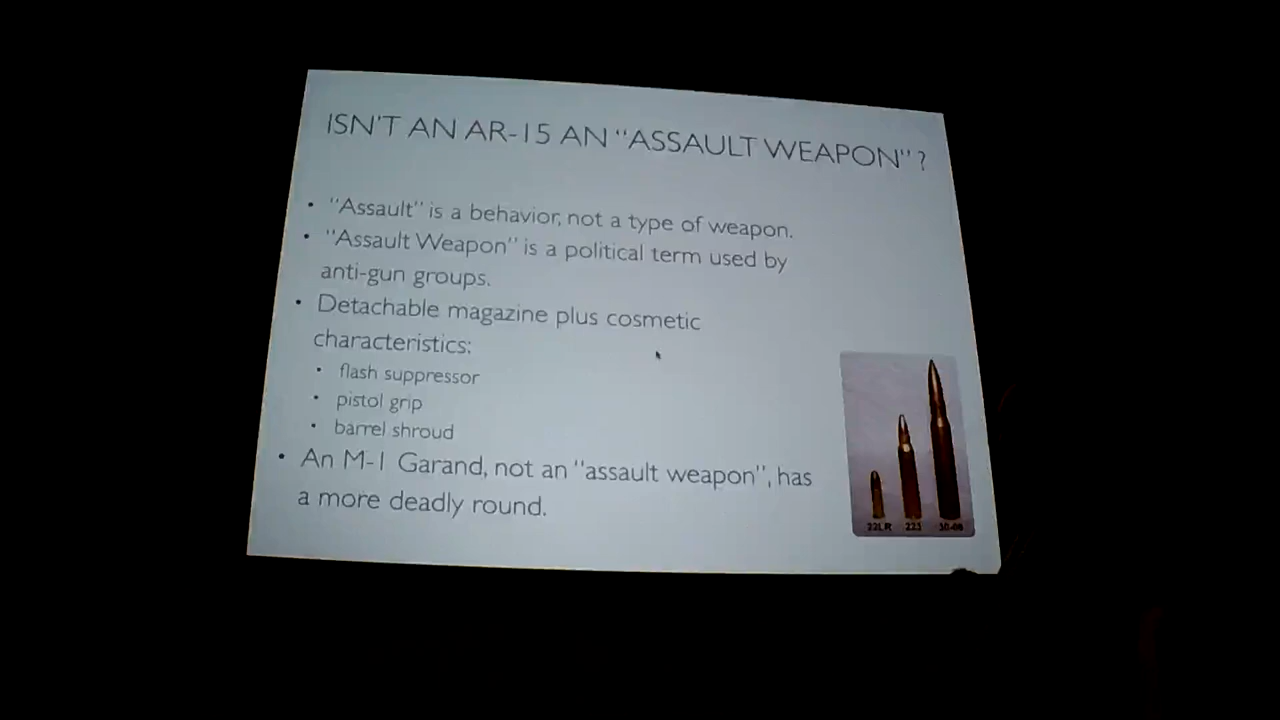 ISN'T AN AR-15 AN "ASSAULT WEAPON"?
• "Assault" is a behavior, not a type of weapon.
• "Assault Weapon" is a political term used by
anti-gun groups.
• Detachable magazine plus cosmetic
characteristics:
• flash suppressor
• pistol grip
• barrel shroud
• An M-1 Garand, not an "assault weapon", has
a more deadly round.
22LR 223 30-06